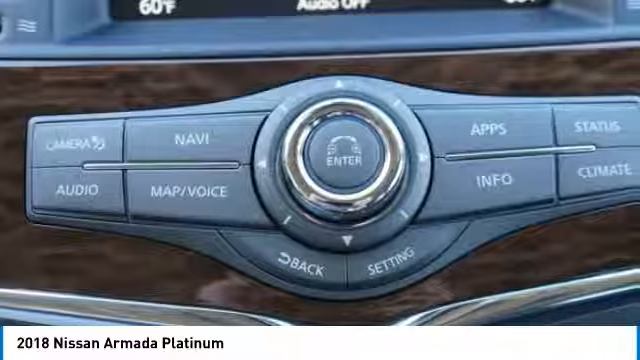 60°F
Audio OFF
CAMERA
NAVI
APPS
STATUS
ENTER
AUDIO
MAP/VOICE
INFO
CLIMATE
BACK
SETTING
2018 Nissan Armada Platinum